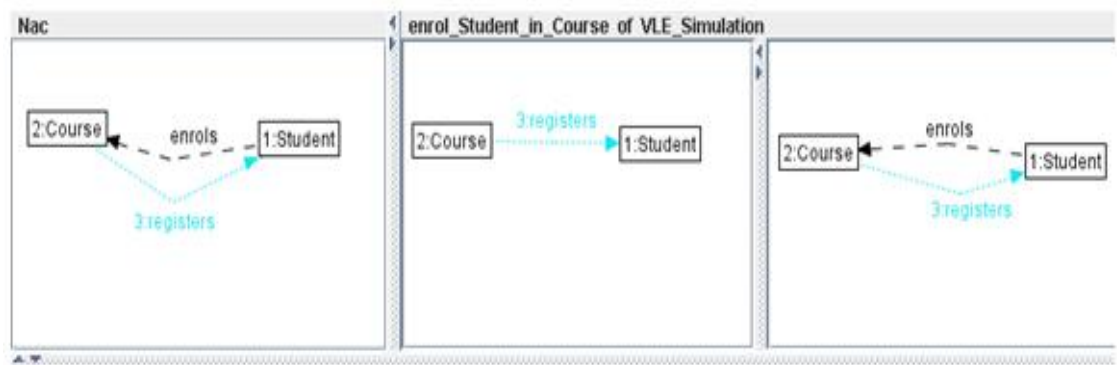 Nac
enrol_Student_in_Course of VLE_Simulation
2:Course
enrols
1:Student
3:registers
2:Course
3:registers
1:Student
2:Course
enrols
1:Student
3:registers